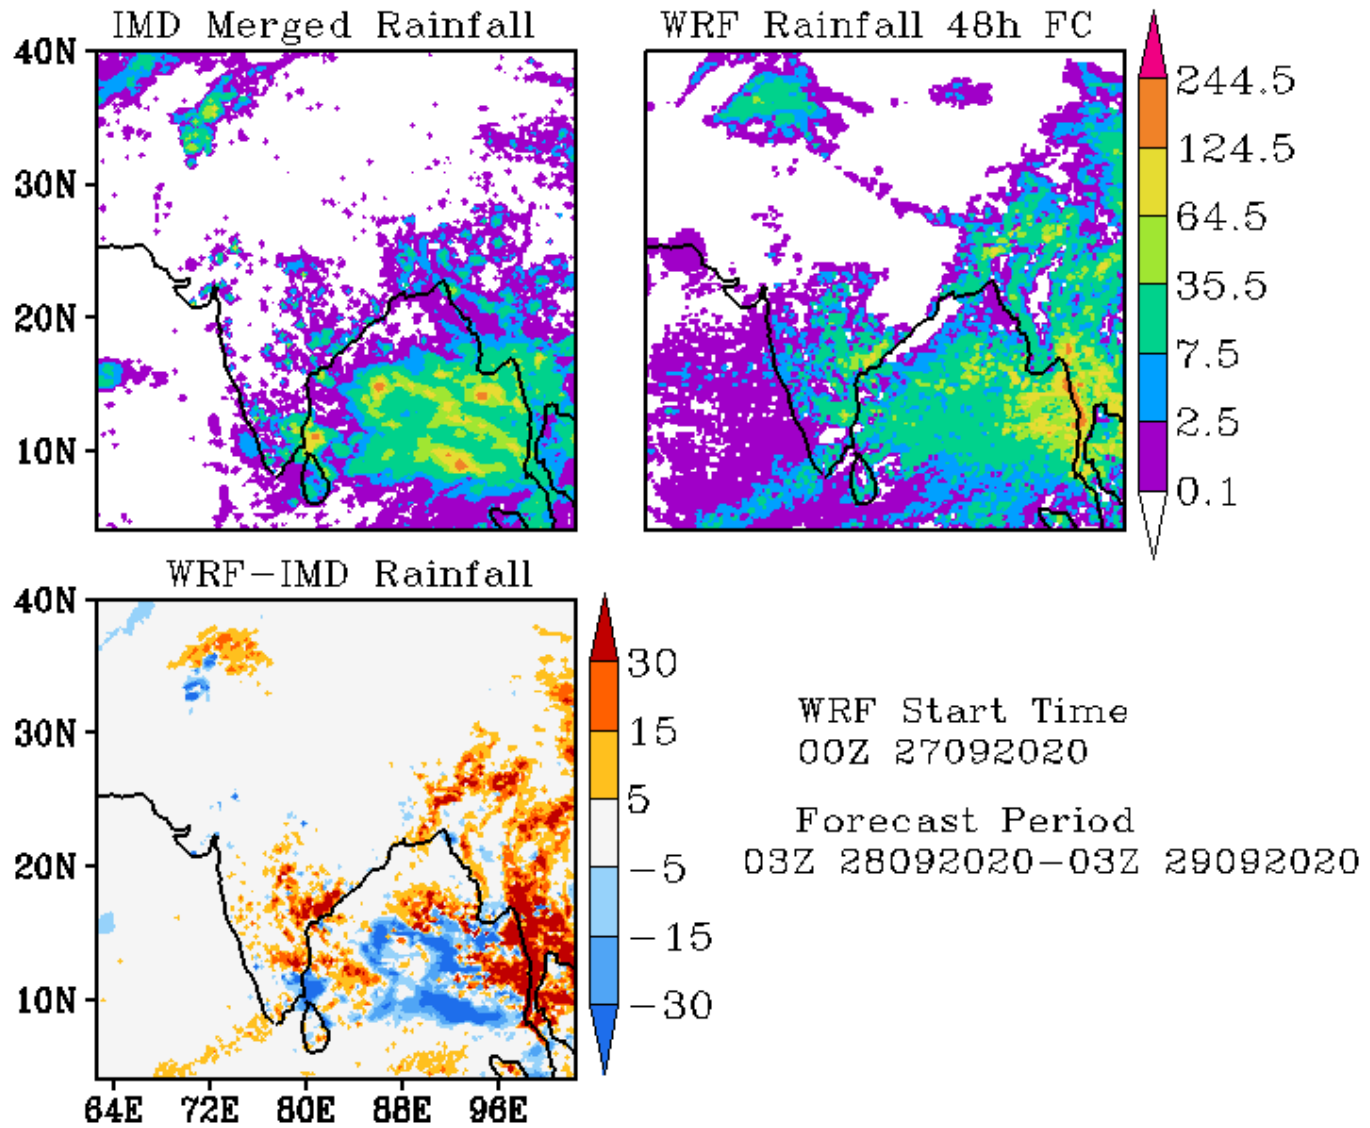 IMD Merged Rainfall
WRF Rainfall 48h FC
40N
30N
20N
10N
244.5
124.5
64.5
35.5
7.5
2.5
0.1
WRF-IMD Rainfall
40N
30N
20N
10N
64E 72E 80E 88E 96E
30
15
5
-5
-15
-30
WRF Start Time
00Z 27092020
Forecast Period
03Z 28092020-03Z 29092020